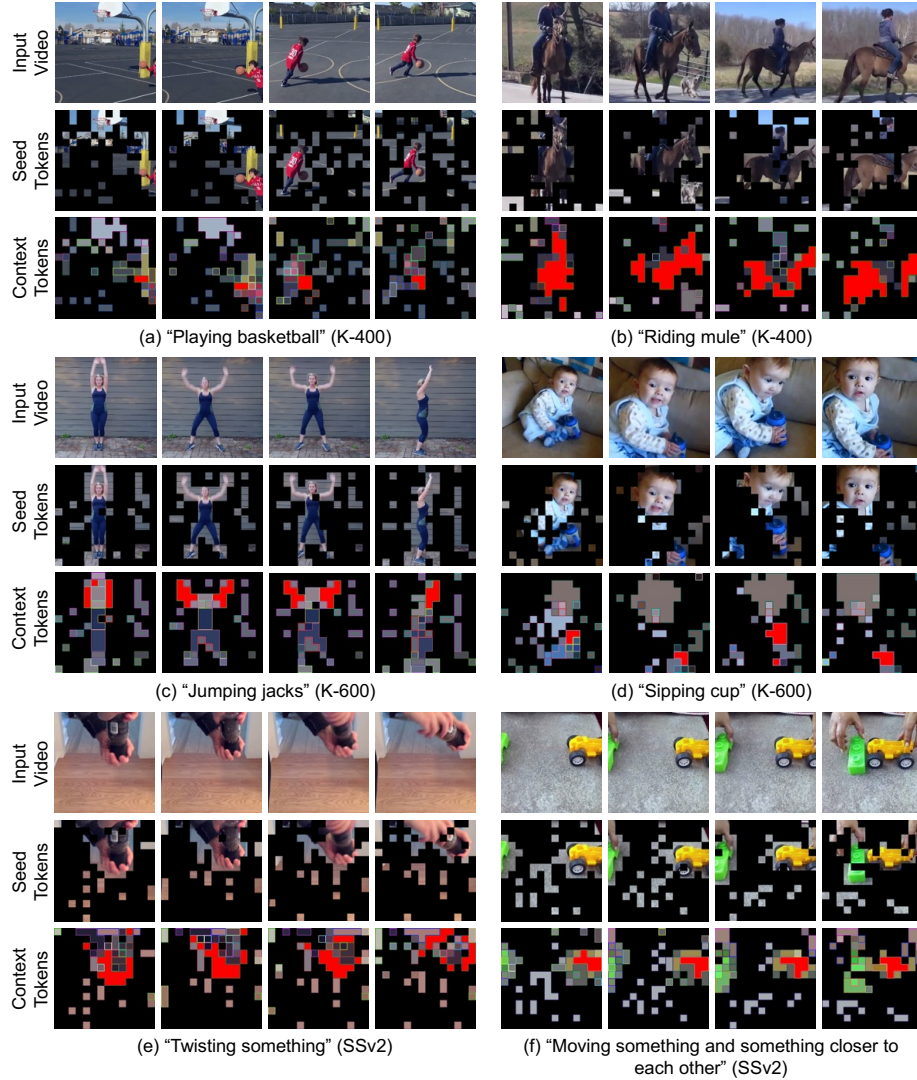 Input
Video
Seed
Tokens
Context
Tokens
(a) “Playing basketball” (K-400)
(b) “Riding mule” (K-400)
Input
Video
Seed
Tokens
Context
Tokens
(c) “Jumping jacks” (K-600)
(d) “Sipping cup” (K-600)
Input
Video
Seed
Tokens
Context
Tokens
(e) “Twisting something” (SSv2)
(f) “Moving something and something closer to
each other” (SSv2)